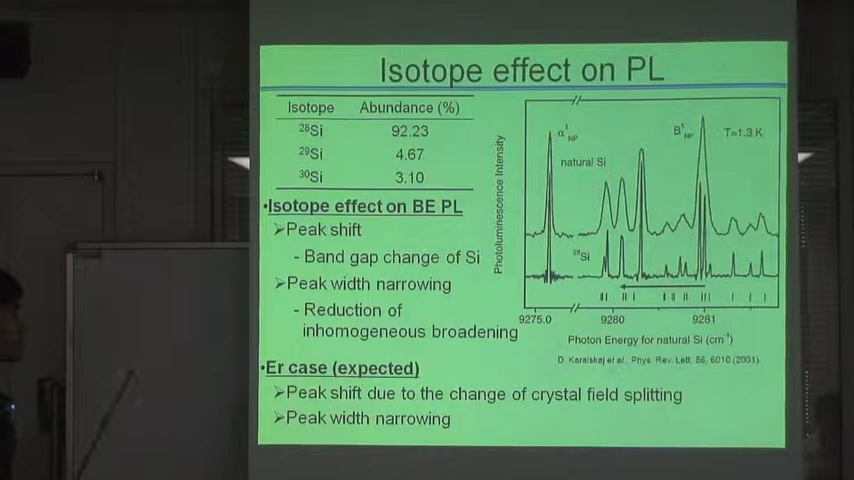 Isotope effect on PL
Isotope Abundance (%)
²⁸Si 92.23
²⁹Si 4.67
³⁰Si 3.10
•Isotope effect on BE PL
➢Peak shift
- Band gap change of Si
➢Peak width narrowing
- Reduction of
inhomogeneous broadening
•Er case (expected)
➢Peak shift due to the change of crystal field splitting
➢Peak width narrowing
Photoluminescence Intensity
α¹NP
B¹NP
T=1.3 K
natural Si
²⁸Si
9275.0 9280 9281
Photon Energy for natural Si (cm⁻¹)
D. Karaiskaj et al., Phys. Rev. Lett. 86, 6010 (2001).